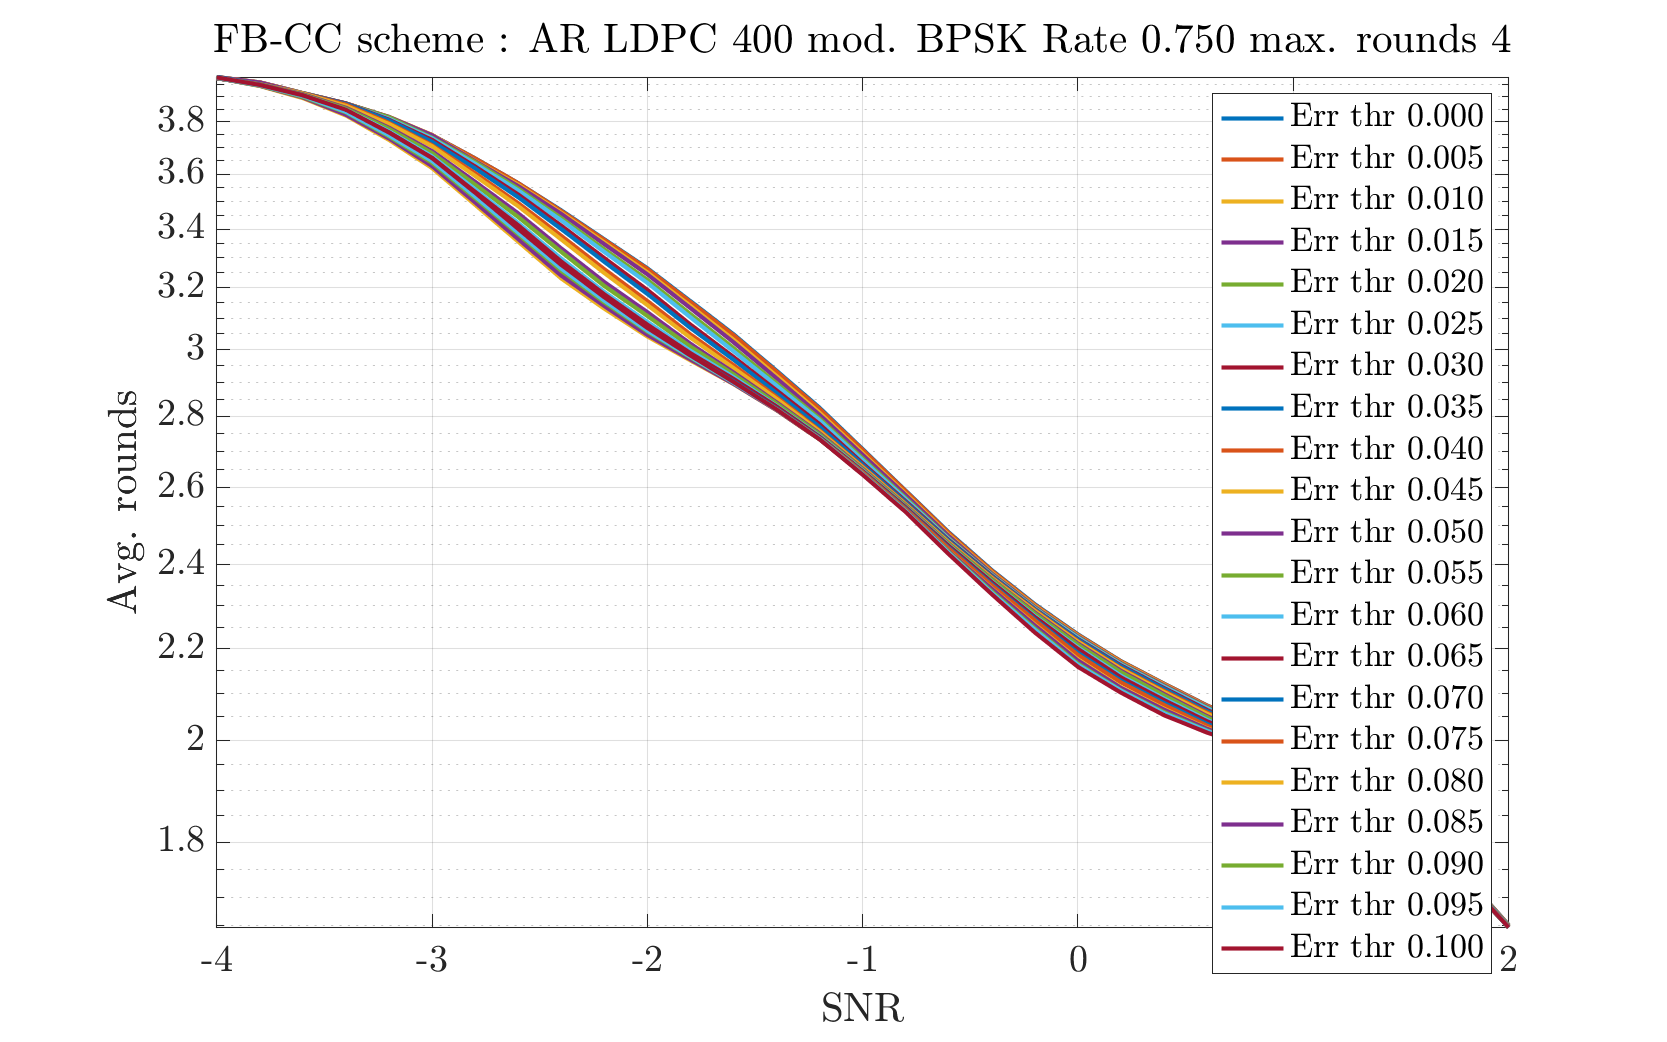 FB-CC scheme : AR LDPC 400 mod. BPSK Rate 0.750 max. rounds 4
Avg. rounds
3.8
3.6
3.4
3.2
3
2.8
2.6
2.4
2.2
2
1.8
-4
-3
-2
-1
0
2
SNR
Err thr 0.000
Err thr 0.005
Err thr 0.010
Err thr 0.015
Err thr 0.020
Err thr 0.025
Err thr 0.030
Err thr 0.035
Err thr 0.040
Err thr 0.045
Err thr 0.050
Err thr 0.055
Err thr 0.060
Err thr 0.065
Err thr 0.070
Err thr 0.075
Err thr 0.080
Err thr 0.085
Err thr 0.090
Err thr 0.095
Err thr 0.100